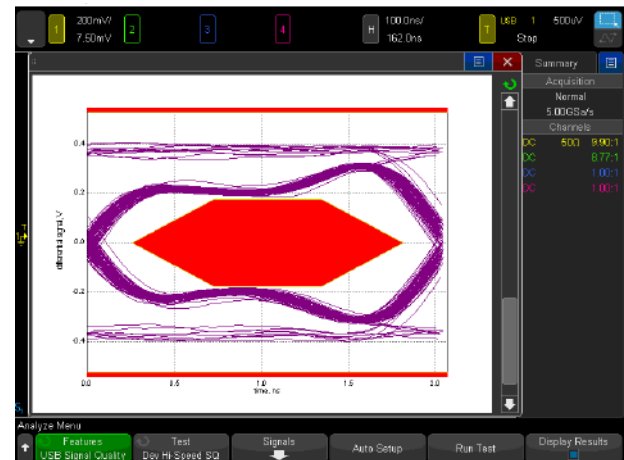 1 200mV/ 2 3 4 H 100.0ns/ T USB 1 500uV
7.50mV 162.0ns Stop
Summary
Acquisition
Normal
5.00GSa/s
Channels
DC 50Ω 9.90:1
DC 8.77:1
DC 1.00:1
DC 1.00:1
0.4
0.2
0.0
-0.2
-0.4
differential signal, V
0.0 0.5 1.0 1.5 2.0
time, ns
Analyze Menu
Features Test Signals Auto Setup Run Test Display Results
USB Signal Quality Dev Hi-Speed SQ